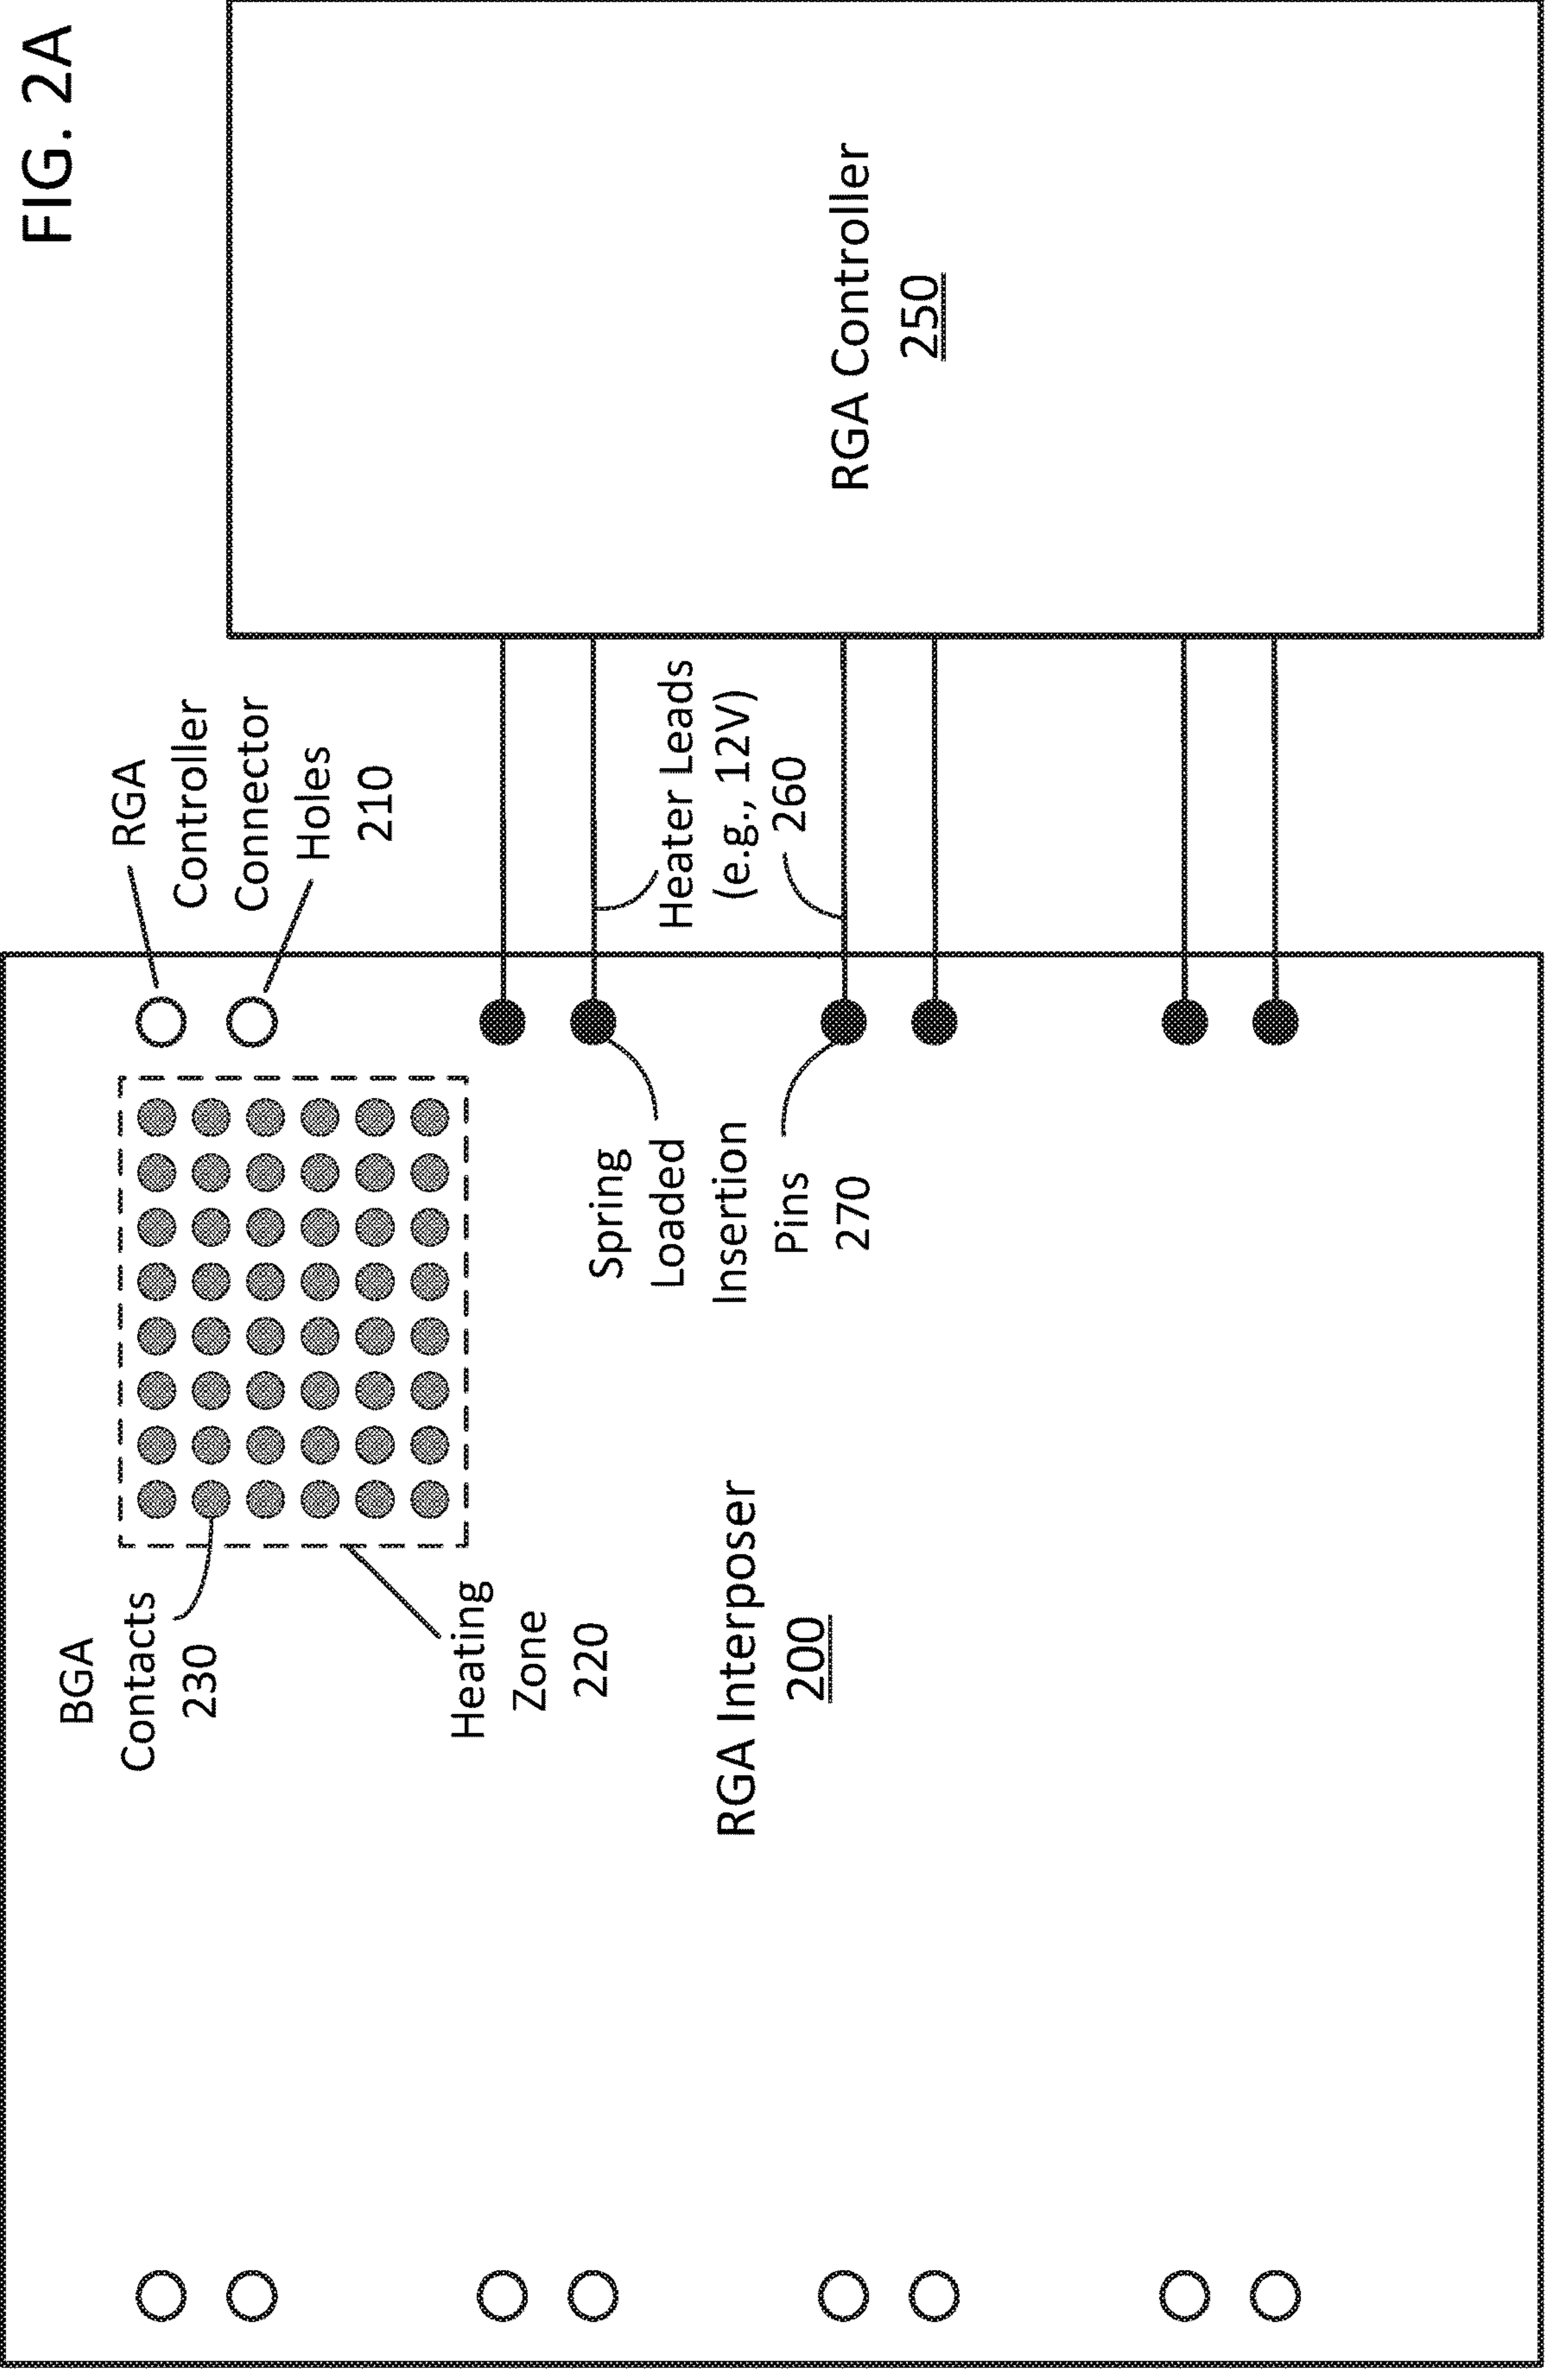 FIG. 2A
BGA
Contacts
230
RGA
Controller
Connector
Holes
210
Heating
Zone
220
Spring
Loaded
Insertion
Pins
270
Heater Leads
(e.g., 12V)
260
RGA Interposer
200
RGA Controller
250